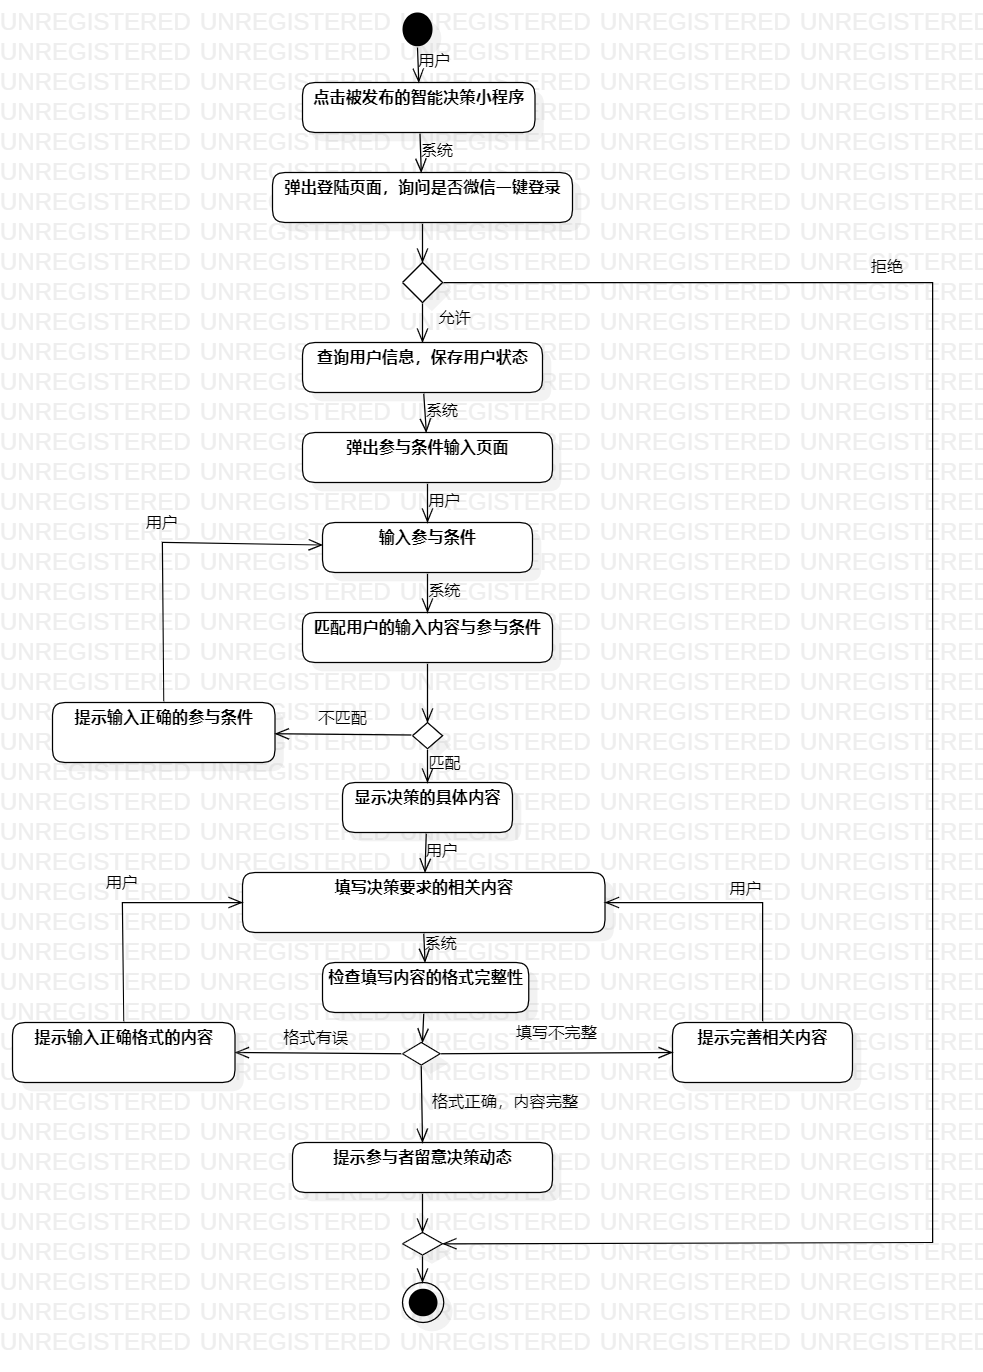 用户
点击被发布的智能决策小程序
系统
弹出登陆页面，询问是否微信一键登录
拒绝
允许
查询用户信息，保存用户状态
系统
弹出参与条件输入页面
用户
用户
输入参与条件
系统
匹配用户的输入内容与参与条件
提示输入正确的参与条件
不匹配
匹配
显示决策的具体内容
用户
用户
填写决策要求的相关内容
用户
系统
检查填写内容的格式完整性
提示输入正确格式的内容
格式有误
填写不完整
提示完善相关内容
格式正确，内容完整
提示参与者留意决策动态
UNREGISTERED